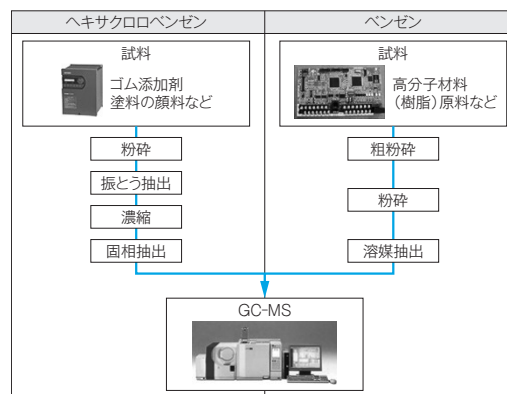 ヘキサクロロベンゼン
試料
ゴム添加剤
塗料の顔料など
粉砕
振とう抽出
濃縮
固相抽出
ベンゼン
試料
高分子材料
（樹脂）原料など
粗粉砕
粉砕
溶媒抽出
GC-MS